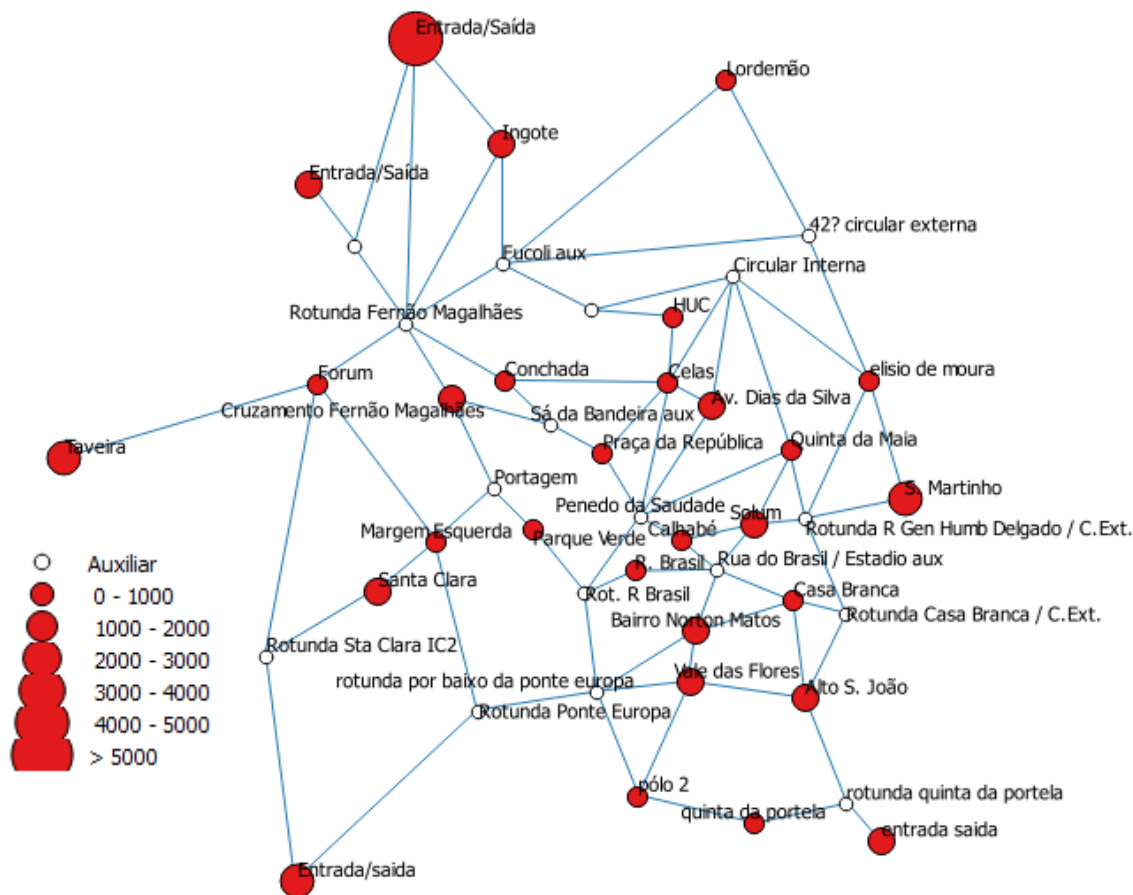 Entrada/Saída
Lordemão
Ingote
Entrada/Saída
42? circular externa
Eucoli aux
Circular Interna
Rotunda Fernão Magalhães
HUC
Forum
Conchada
Celas
elisio de moura
Cruzamento Fernão Magalhães
Sá da Bandeira aux
Av. Dias da Silva
Taveira
Praça da República
Quinta da Maia
Portagem
Penedo da Saudade
Solum
S. Martinho
Margem Esquerda
Parque Verde
Calhabé
Rotunda R Gen Humb Delgado / C.Ext.
Auxiliar
Santa Clara
R. Brasil
Rua do Brasil / Estadio aux
0 - 1000
Rot. R Brasil
Casa Branca
1000 - 2000
Bairro Norton Matos
Rotunda Casa Branca / C.Ext.
Rotunda Sta Clara IC2
2000 - 3000
rotunda por baixo da ponte europa
Vale das Flores
Alto S. João
3000 - 4000
Rotunda Ponte Europa
4000 - 5000
> 5000
pólo 2
rotunda quinta da portela
quinta da portela
entrada saida
Entrada/saida